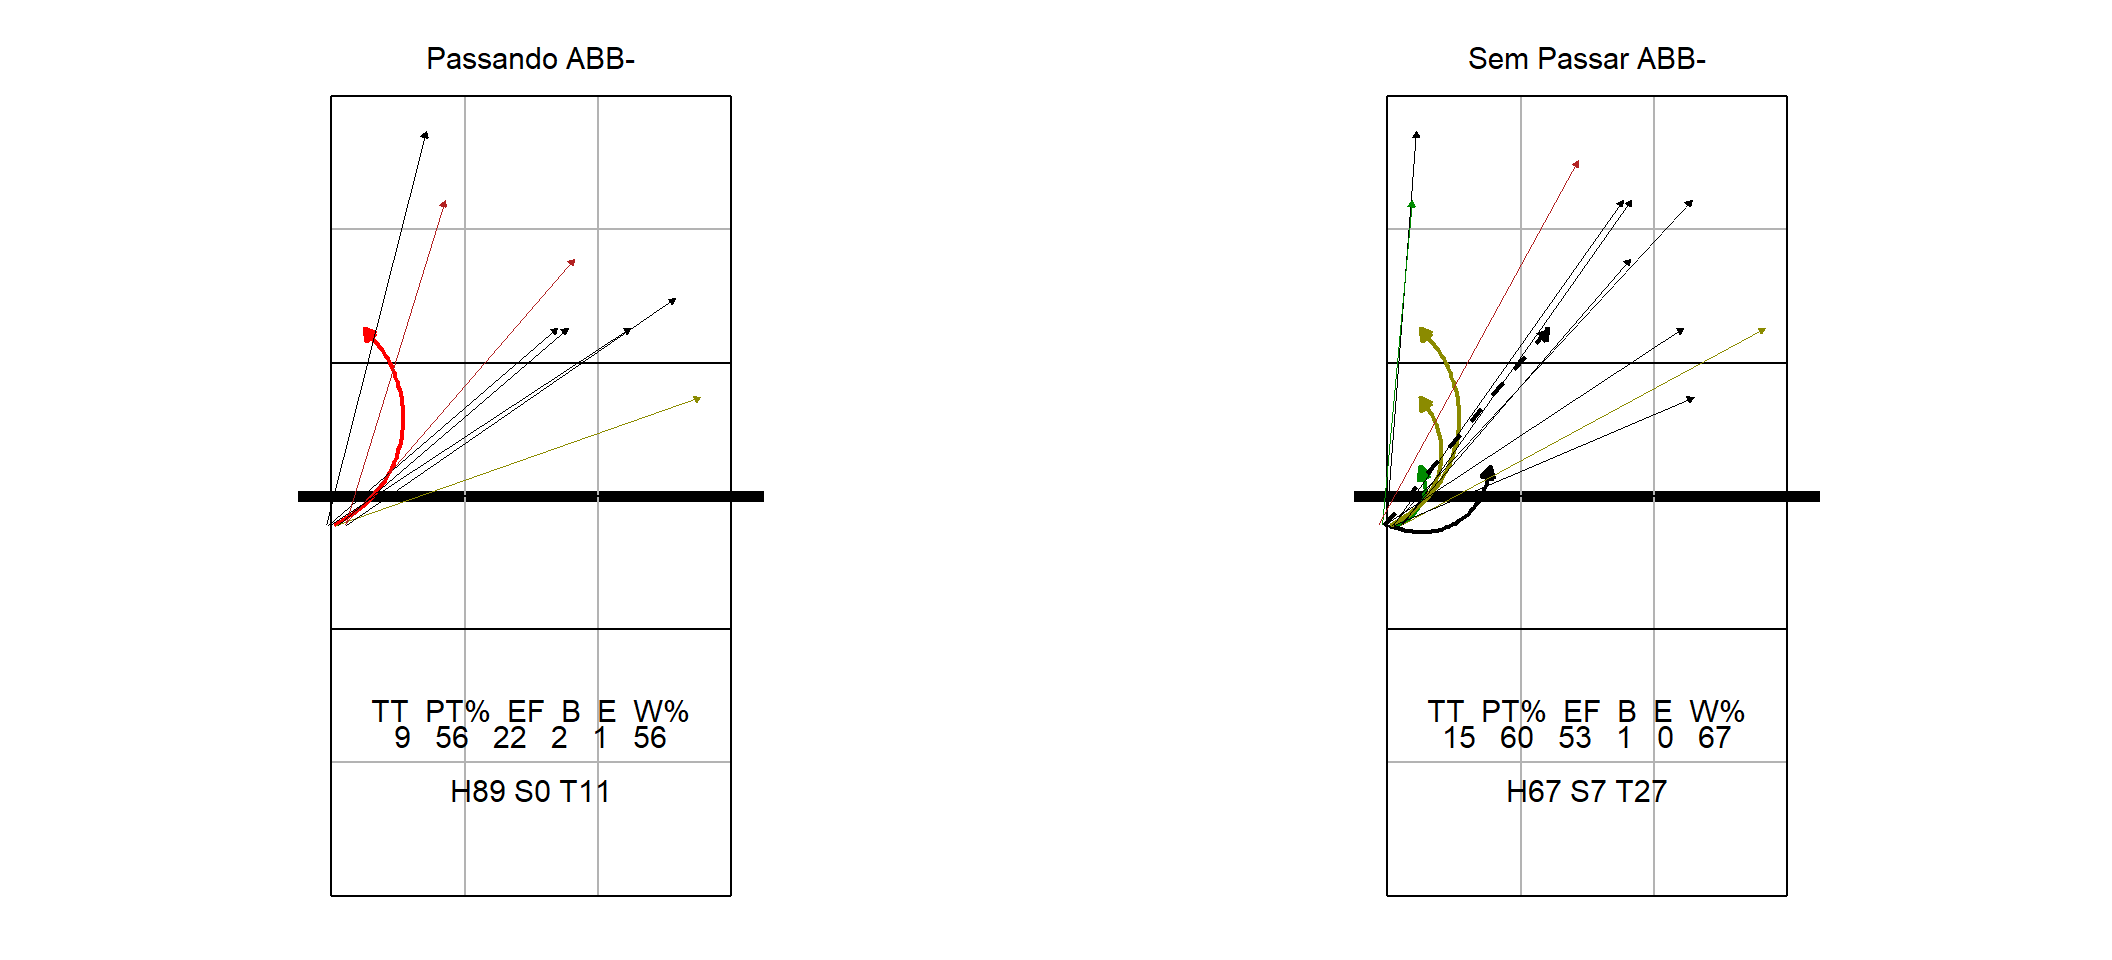 Passando ABB-
TT PT% EF B E W%
9 56 22 2 1 56
H89 S0 T11
Sem Passar ABB-
TT PT% EF B E W%
15 60 53 1 0 67
H67 S7 T27